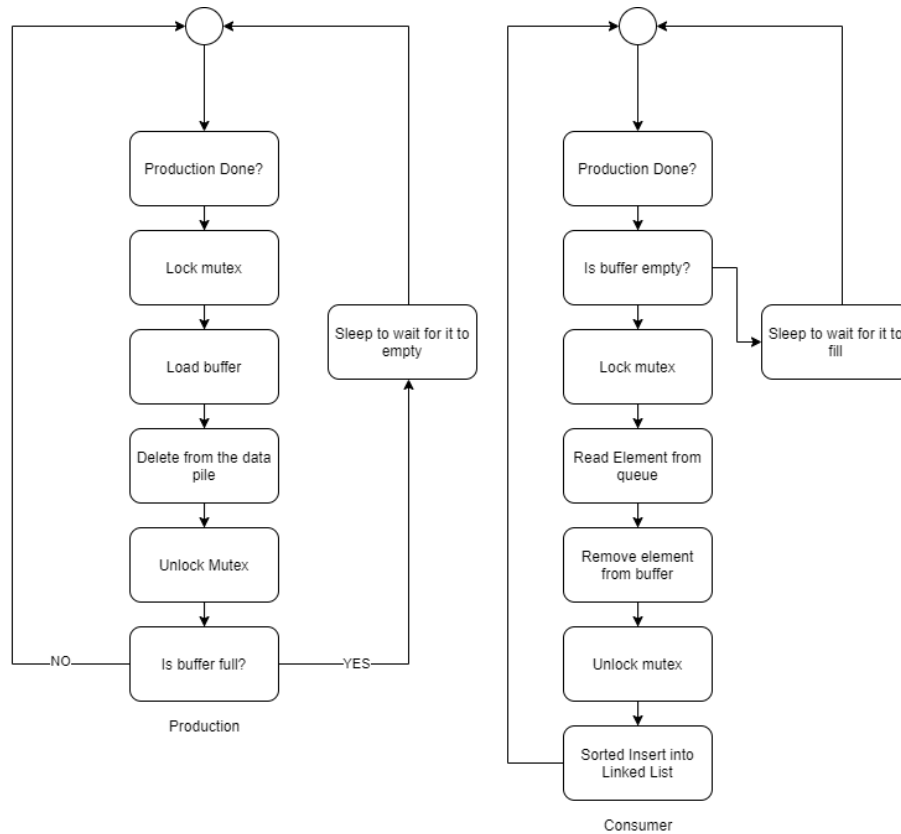 Production Done?
Lock mutex
Load buffer
Delete from the data
pile
Unlock Mutex
Is buffer full?
NO
YES
Sleep to wait for it to
empty
Production
Production Done?
Is buffer empty?
Sleep to wait for it to
fill
Lock mutex
Read Element from
queue
Remove element
from buffer
Unlock mutex
Sorted Insert into
Linked List
Consumer